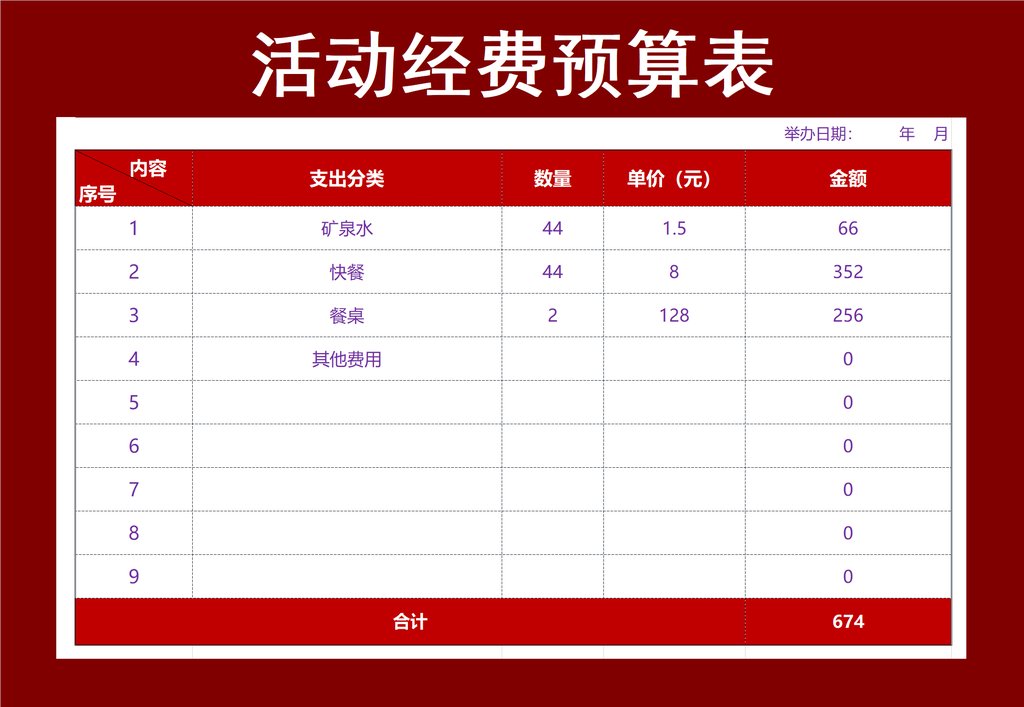 活动经费预算表
举办日期： 年 月
内容 序号 支出分类 数量 单价（元） 金额
1 矿泉水 44 1.5 66
2 快餐 44 8 352
3 餐桌 2 128 256
4 其他费用 0
5 0
6 0
7 0
8 0
9 0
合计 674